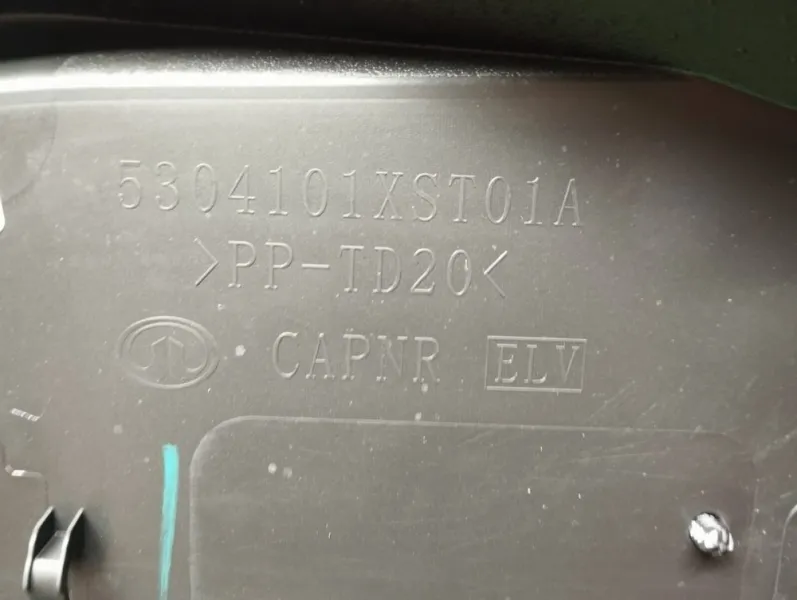 5304101XST01A
>PP-TD20<
CAPNR ELV